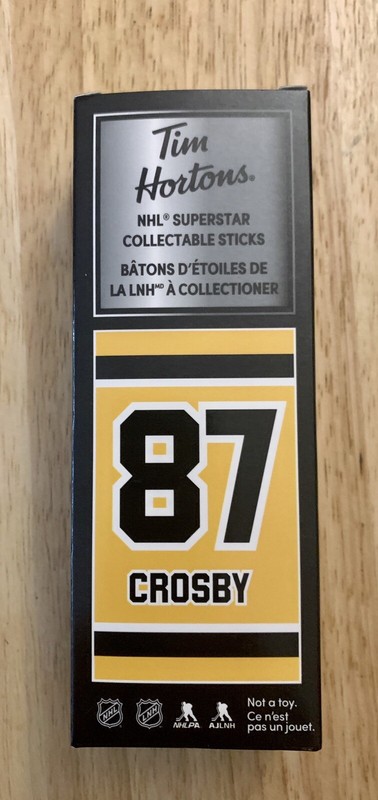 Tim
Hortons.
NHL® SUPERSTAR
COLLECTABLE STICKS
BÂTONS D'ÉTOILES DE
LA LNHᴹᴰ À COLLECTIONER
87
CROSBY
NHL LNH NHLPA AJLNH
Not a toy.
Ce n'est
pas un jouet.